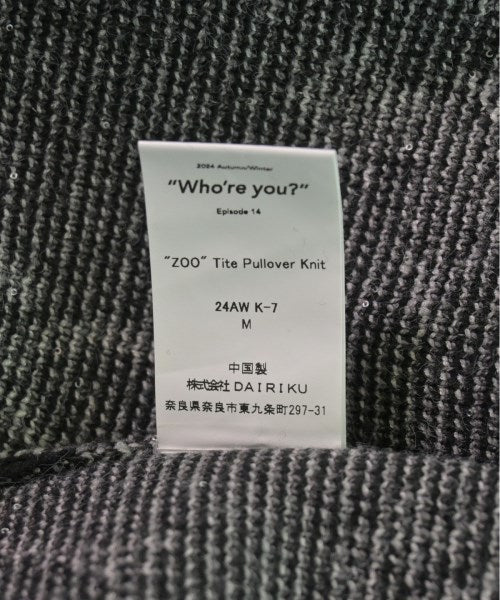 2024 Autumn/Winter
“Who're you?”
Episode 14
“ZOO” Tite Pullover Knit
24AW K-7
M
中国製
株式会社 DAIRIKU
奈良県奈良市東九条町297-31